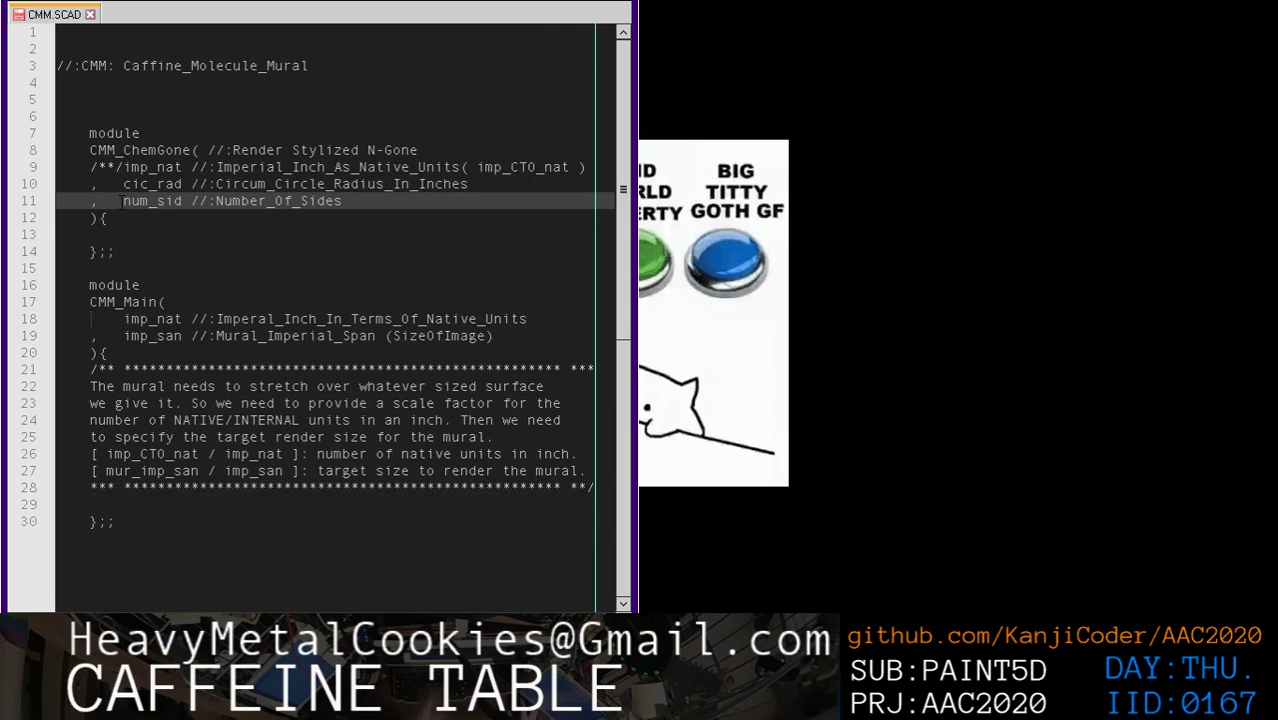 CMM.SCAD
1
2
3 //:CMM: Caffine_Molecule_Mural
4
5
6
7 module
8 CMM_ChemGone( //:Render Stylized N-Gone
9 /**/imp_nat //:Imperial_Inch_As_Native_Units( imp_CTO_nat )
10 , cic_rad //:Circum_Circle_Radius_In_Inches
11 , num_sid //:Number_Of_Sides
12 ){
13
14 };;
15
16 module
17 CMM_Main(
18 imp_nat //:Imperal_Inch_In_Terms_Of_Native_Units
19 , imp_san //:Mural_Imperial_Span (SizeOfImage)
20 ){
21 /** **************************************************** ***
22 The mural needs to stretch over whatever sized surface
23 we give it. So we need to provide a scale factor for the
24 number of NATIVE/INTERNAL units in an inch. Then we need
25 to specify the target render size for the mural.
26 [ imp_CTO_nat / imp_nat ]: number of native units in inch.
27 [ mur_imp_san / imp_san ]: target size to render the mural.
28 *** **************************************************** **/
29
30 };;
BIG
TITTY
GOTH GF
HeavyMetalCookies@Gmail.com
CAFFEINE TABLE
github.com/KanjiCoder/AAC2020
SUB:PAINT5D DAY:THU.
PRJ:AAC2020 IID:0167